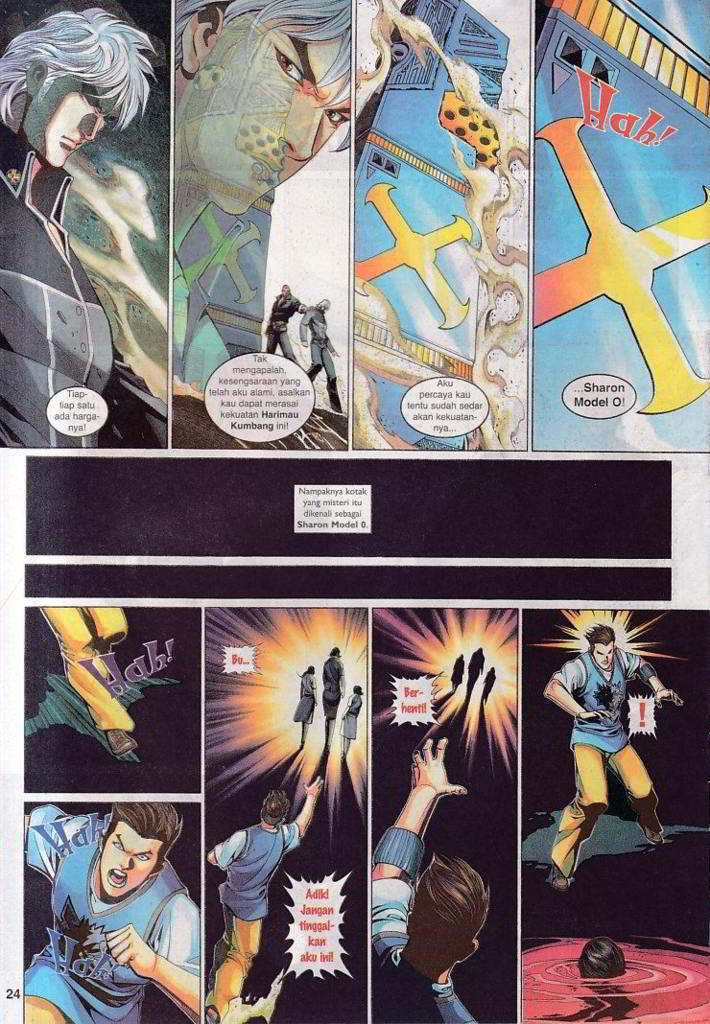 Tiap-
tiap satu
ada harga-
nya!
Tak
mengapalah,
kesengsaraan yang
telah aku alami, asalkan
kau dapat merasai
kekuatan Harimau
Kumbang ini!
Aku
percaya kau
tentu sudah sedar
akan kekuatan-
nya...
Hah!
...Sharon
Model O!
Nampaknya kotak
yang misteri itu
dikenali sebagai
Sharon Model 0.
Hah!
Hah
Hah
Bu...
Adik!
Jangan
tinggal-
kan
aku ini!
Ber-
henti!
!
24